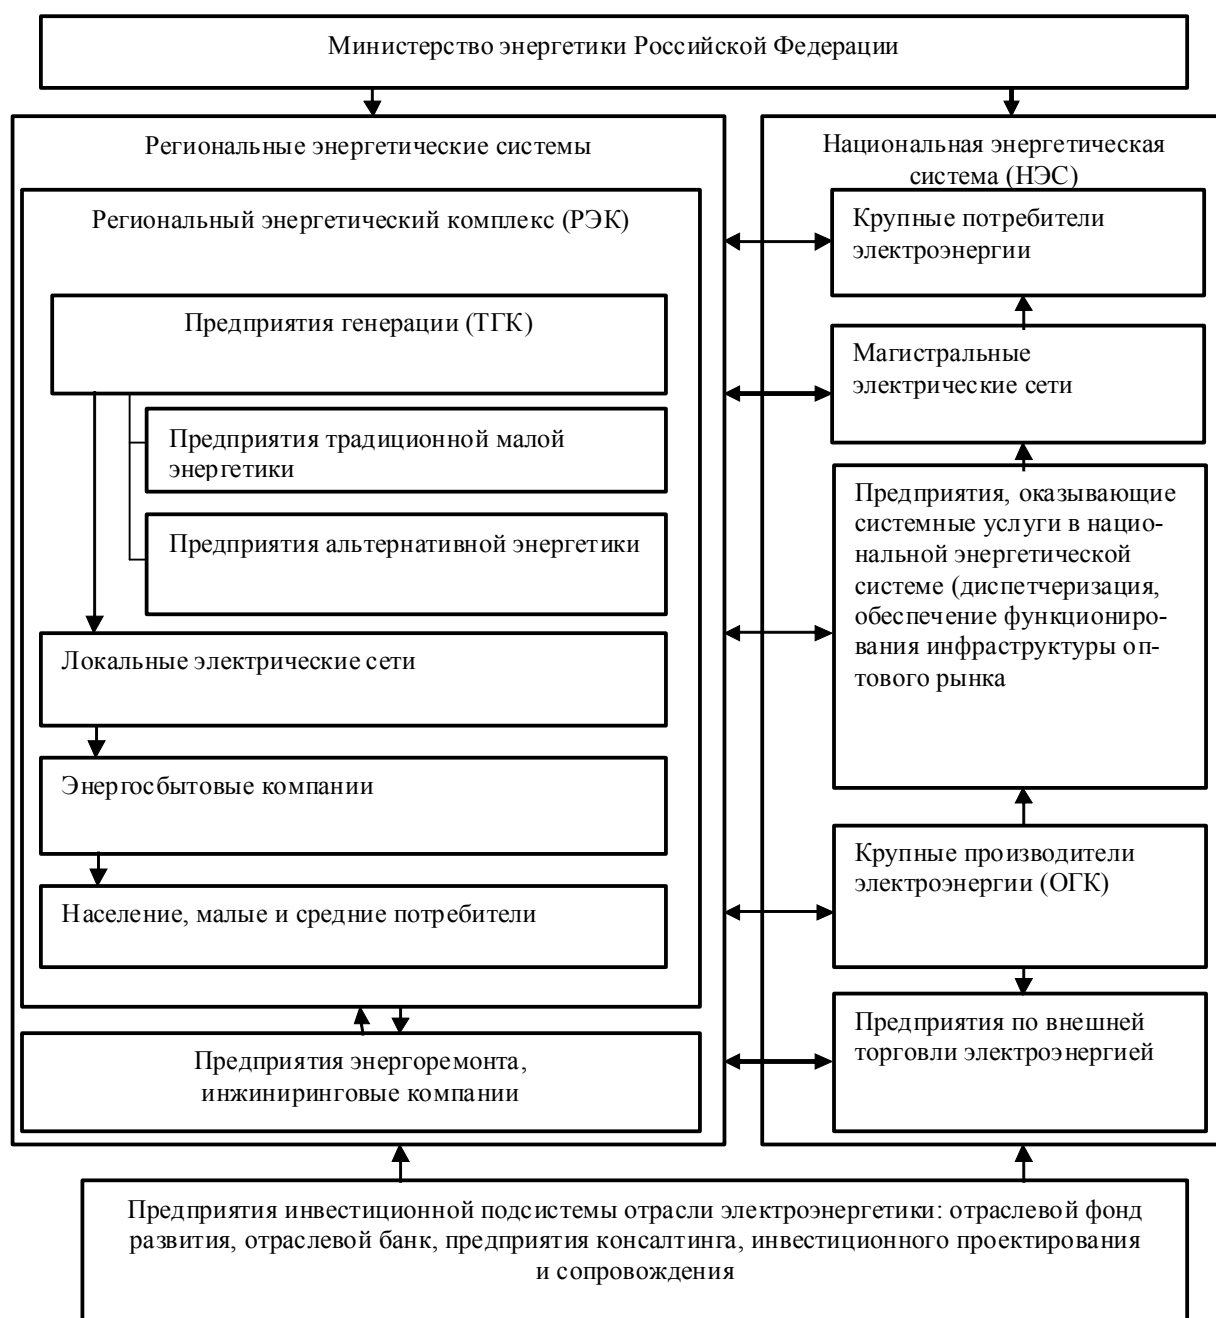 Министерство энергетики Российской Федерации
Региональные энергетические системы
Региональный энергетический комплекс (РЭК)
Предприятия генерации (ТГК)
Предприятия традиционной малой
энергетики
Предприятия альтернативной энергетики
Локальные электрические сети
Энергосбытовые компании
Население, малые и средние потребители
Предприятия энергоремонта,
инжиниринговые компании
Национальная энергетическая
система (НЭС)
Крупные потребители
электроэнергии
Магистральные
электрические сети
Предприятия, оказывающие
системные услуги в нацио-
нальной энергетической
системе (диспетчеризация,
обеспечение функциониро-
вания инфраструктуры оп-
тового рынка
Крупные производители
электроэнергии (ОГК)
Предприятия по внешней
торговли электроэнергией
Предприятия инвестиционной подсистемы отрасли электроэнергетики: отраслевой фонд
развития, отраслевой банк, предприятия консалтинга, инвестиционного проектирования
и сопровождения